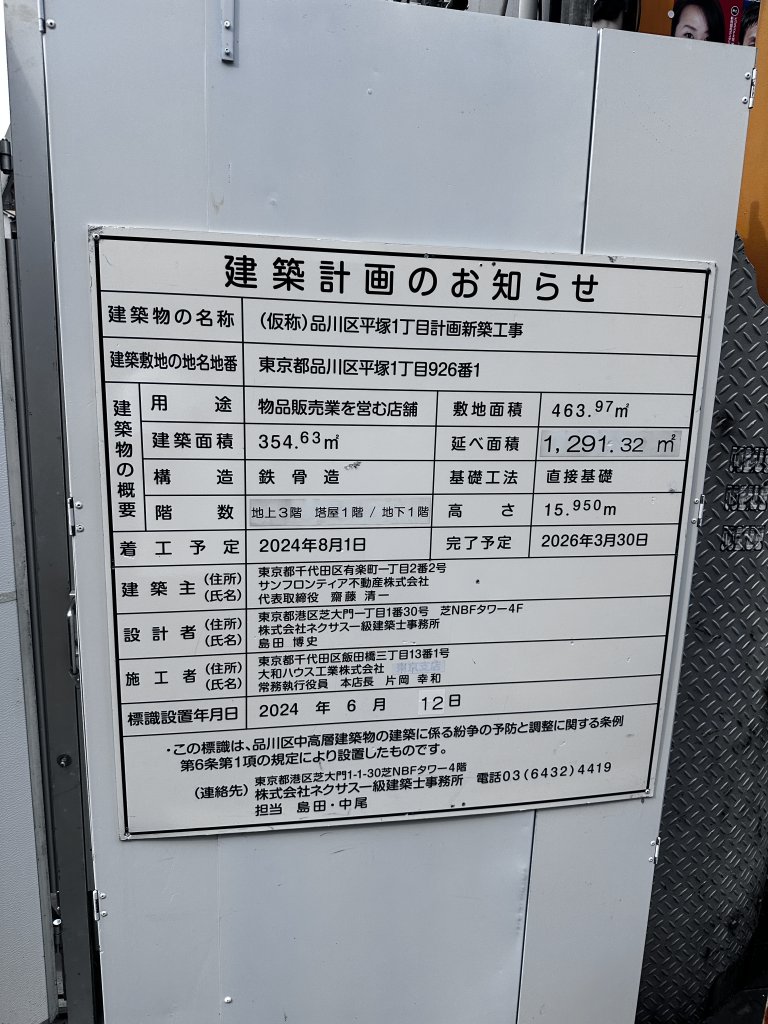 建築計画のお知らせ
建築物の名称 (仮称)品川区平塚1丁目計画新築工事
建築敷地の地名地番 東京都品川区平塚1丁目926番1
建築物の概要
用途 物品販売業を営む店舗 敷地面積 463.97㎡
建築面積 354.63㎡ 延べ面積 1,291.32 ㎡
構造 鉄骨造 基礎工法 直接基礎
階数 地上3階 塔屋1階 / 地下1階 高さ 15.950m
着工予定 2024年8月1日 完了予定 2026年3月30日
建築主 (住所) (氏名)
東京都千代田区有楽町一丁目2番2号
サンフロンティア不動産株式会社
代表取締役 齋藤 清一
設計者 (住所) (氏名)
東京都港区芝大門一丁目1番30号 芝NBFタワー4F
株式会社ネクサス一級建築士事務所
島田 博史
施工者 (住所) (氏名)
東京都千代田区飯田橋三丁目13番1号
大和ハウス工業株式会社 東京支店
常務執行役員 本店長 片岡 幸和
標識設置年月日 2024 年 6 月 12日
・この標識は、品川区中高層建築物の建築に係る紛争の予防と調整に関する条例
第6条第1項の規定により設置したものです。
東京都港区芝大門1-1-30芝NBFタワー4階
(連絡先) 株式会社ネクサス一級建築士事務所 電話03(6432)4419
担当 島田・中尾